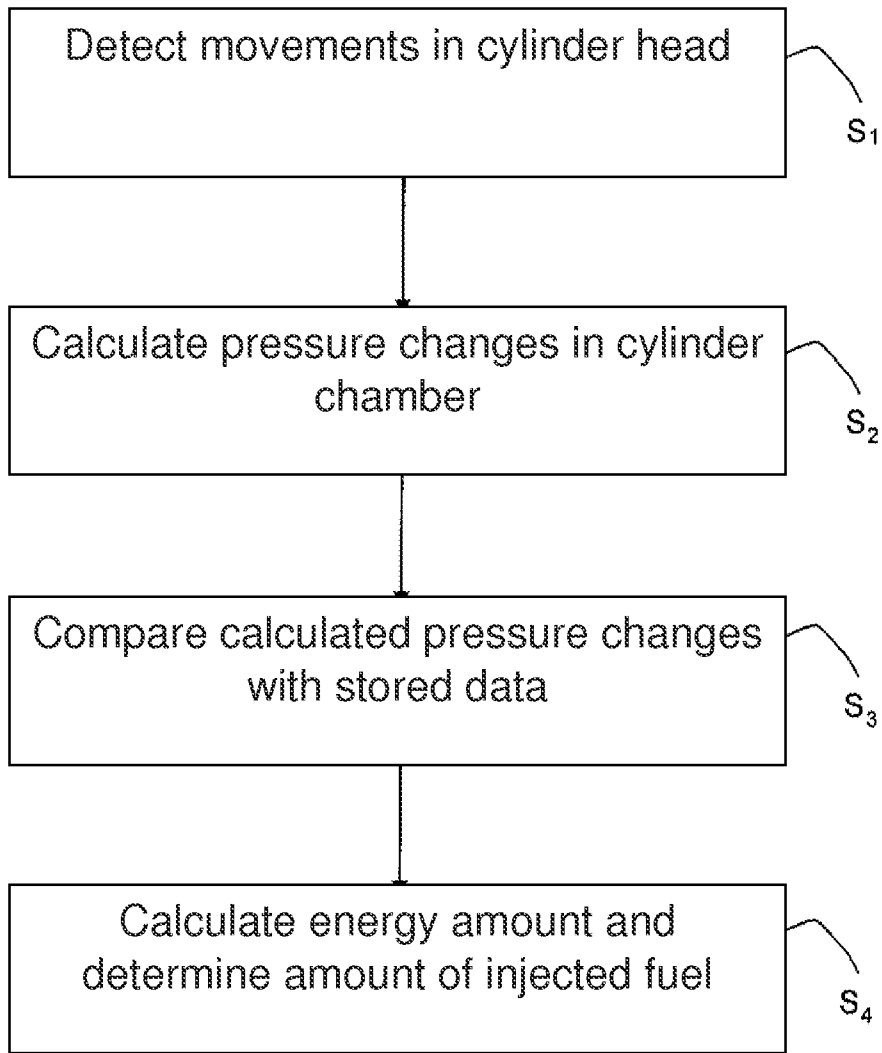 Detect movements in cylinder head
S₁
Calculate pressure changes in cylinder
chamber
S₂
Compare calculated pressure changes
with stored data
S₃
Calculate energy amount and
determine amount of injected fuel
S₄